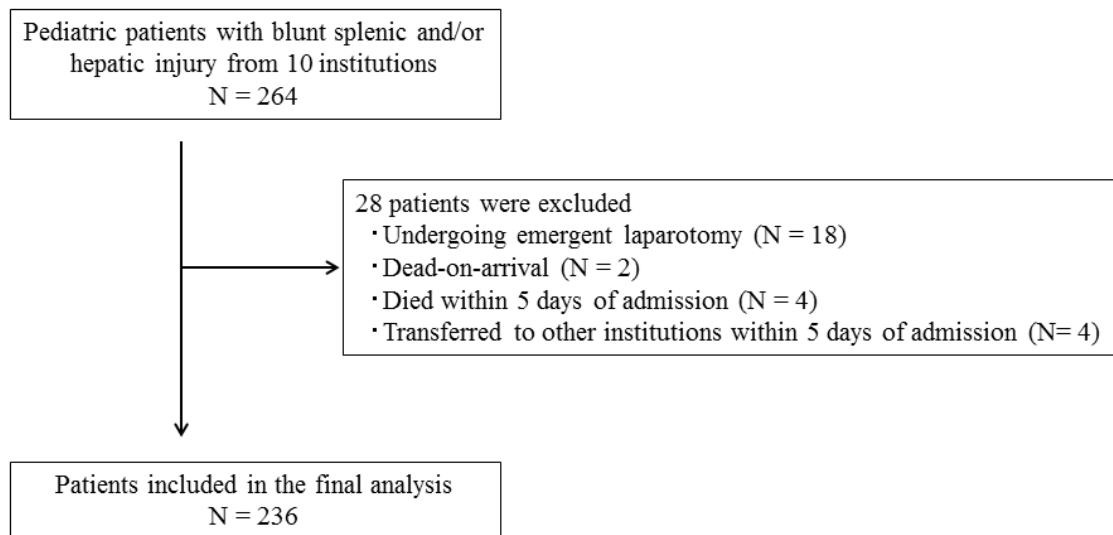 Pediatric patients with blunt splenic and/or
hepatic injury from 10 institutions
N = 264
28 patients were excluded
・Undergoing emergent laparotomy (N = 18)
・Dead-on-arrival (N = 2)
・Died within 5 days of admission (N = 4)
・Transferred to other institutions within 5 days of admission (N= 4)
Patients included in the final analysis
N = 236